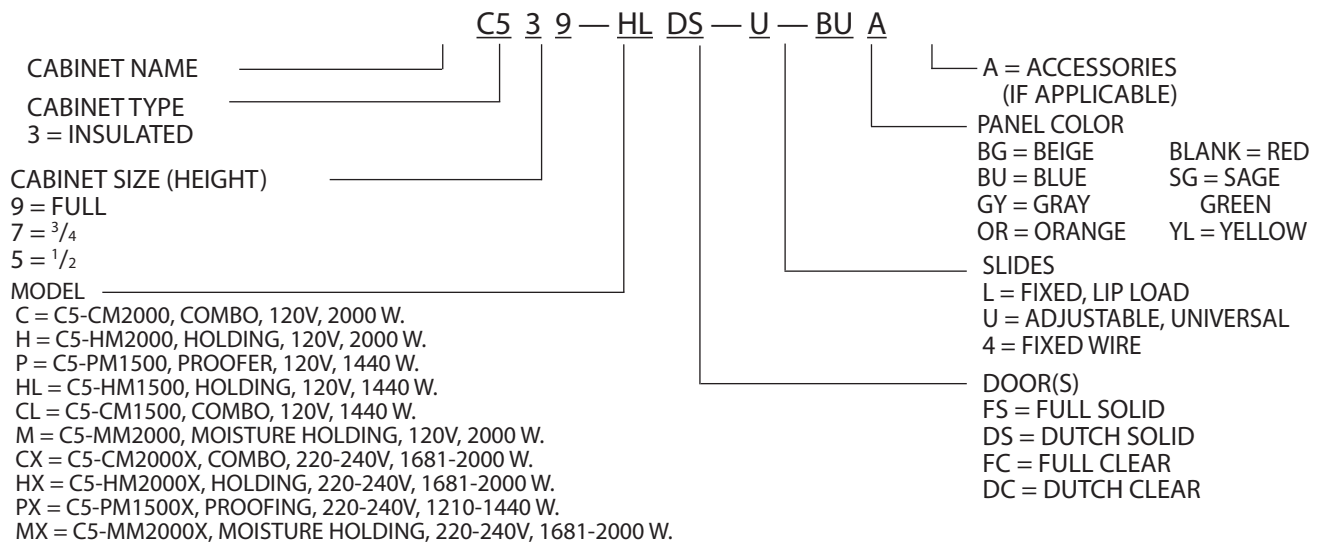 C5 3 9 — HL DS — U — BU A
CABINET NAME
CABINET TYPE
3 = INSULATED
CABINET SIZE (HEIGHT)
9 = FULL
7 = 3/4
5 = 1/2
MODEL
C = C5-CM2000, COMBO, 120V, 2000 W.
H = C5-HM2000, HOLDING, 120V, 2000 W.
P = C5-PM1500, PROOFER, 120V, 1440 W.
HL = C5-HM1500, HOLDING, 120V, 1440 W.
CL = C5-CM1500, COMBO, 120V, 1440 W.
M = C5-MM2000, MOISTURE HOLDING, 120V, 2000 W.
CX = C5-CM2000X, COMBO, 220-240V, 1681-2000 W.
HX = C5-HM2000X, HOLDING, 220-240V, 1681-2000 W.
PX = C5-PM1500X, PROOFING, 220-240V, 1210-1440 W.
MX = C5-MM2000X, MOISTURE HOLDING, 220-240V, 1681-2000 W.
A = ACCESSORIES
(IF APPLICABLE)
PANEL COLOR
BG = BEIGE BLANK = RED
BU = BLUE SG = SAGE
GY = GRAY GREEN
OR = ORANGE YL = YELLOW
SLIDES
L = FIXED, LIP LOAD
U = ADJUSTABLE, UNIVERSAL
4 = FIXED WIRE
DOOR(S)
FS = FULL SOLID
DS = DUTCH SOLID
FC = FULL CLEAR
DC = DUTCH CLEAR